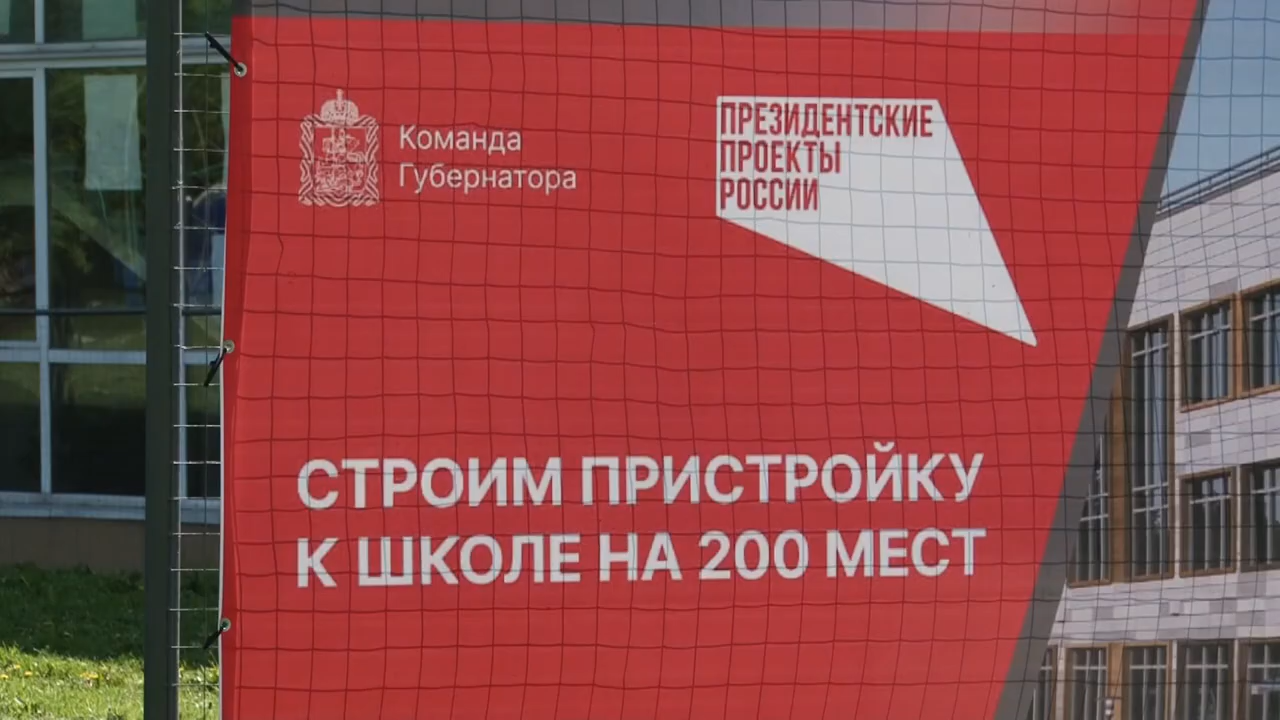 Команда
Губернатора
ПРЕЗИДЕНТСКИЕ
ПРОЕКТЫ
РОССИИ
СТРОИМ ПРИСТРОЙКУ
К ШКОЛЕ НА 200 МЕСТ